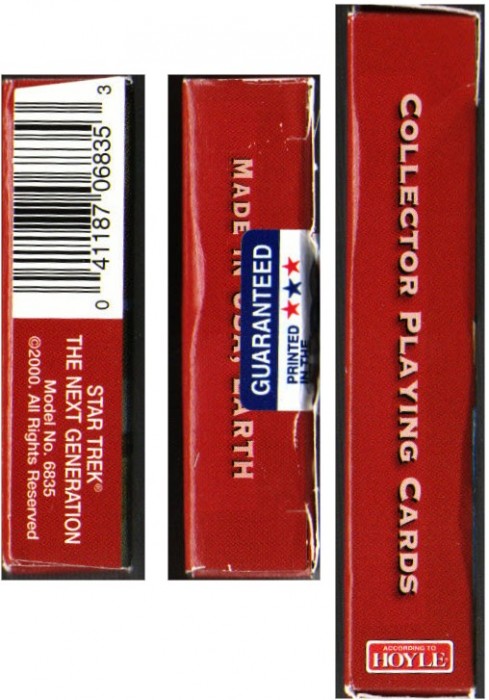 0 41187 06835 3
STAR TREK®
THE NEXT GENERATION
Model No. 6835
©2000. All Rights Reserved
MADE IN USA, EARTH
GUARANTEED
PRINTED
IN THE
COLLECTOR PLAYING CARDS
ACCORDING TO
HOYLE